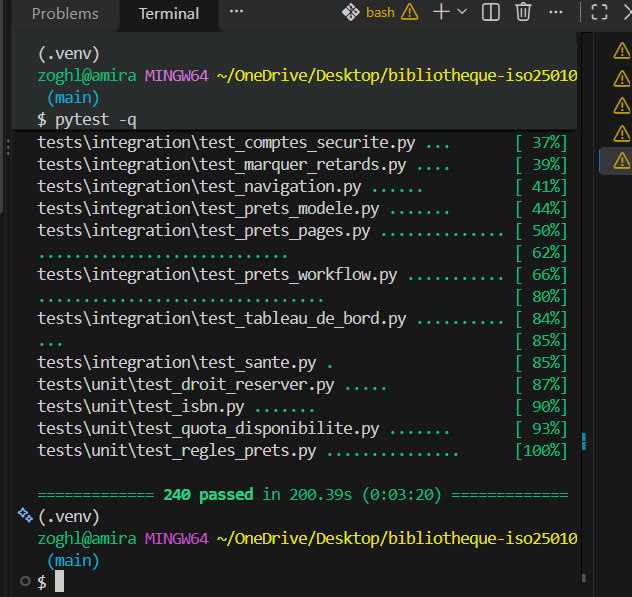 Problems Terminal ... bash
(.venv)
zoghl@amira MINGW64 ~/OneDrive/Desktop/bibliotheque-iso25010
(main)
$ pytest -q
tests\integration\test_comptes_securite.py ... [ 37%]
tests\integration\test_marquer_retards.py .... [ 39%]
tests\integration\test_navigation.py ...... [ 41%]
tests\integration\test_prets_modele.py ....... [ 44%]
tests\integration\test_prets_pages.py .............. [ 50%]
............................ [ 62%]
tests\integration\test_prets_workflow.py ........... [ 66%]
................................ [ 80%]
tests\integration\test_tableau_de_bord.py .......... [ 84%]
... [ 85%]
tests\integration\test_sante.py . [ 85%]
tests\unit\test_droit_reserver.py ..... [ 87%]
tests\unit\test_isbn.py ....... [ 90%]
tests\unit\test_quota_disponibilite.py ....... [ 93%]
tests\unit\test_regles_prets.py ............... [100%]
============= 240 passed in 200.39s (0:03:20) =============
(.venv)
zoghl@amira MINGW64 ~/OneDrive/Desktop/bibliotheque-iso25010
(main)
$